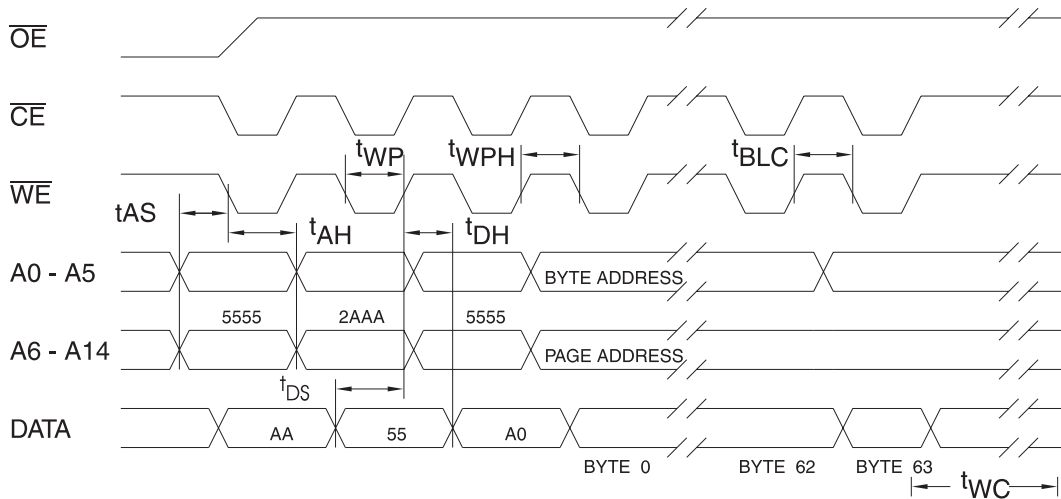 OE
CE
tWP tWPH tBLC
WE
tAS tAH tDH
A0 - A5 BYTE ADDRESS
5555 2AAA 5555
A6 - A14 PAGE ADDRESS
tDS
DATA AA 55 A0
BYTE 0 BYTE 62 BYTE 63
tWC